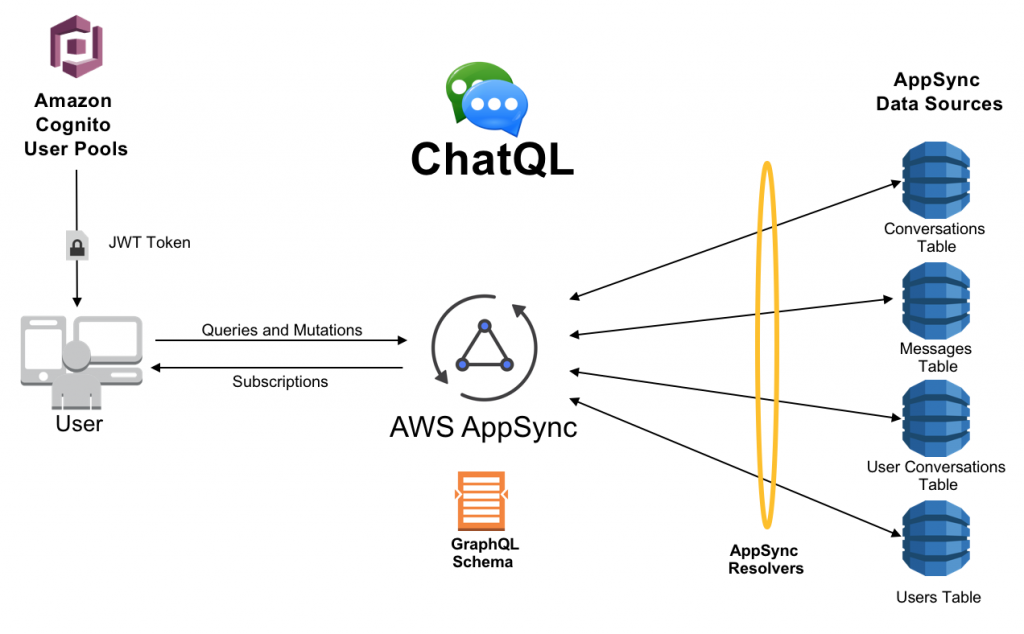 Amazon
Cognito
User Pools
JWT Token
User
Queries and Mutations
Subscriptions
ChatQL
AWS AppSync
GraphQL
Schema
AppSync
Resolvers
AppSync
Data Sources
Conversations
Table
Messages
Table
User Conversations
Table
Users Table